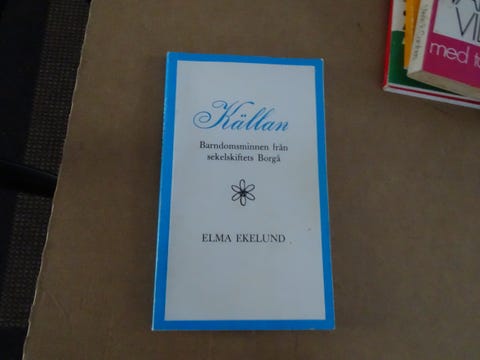 Källan
Barndomsminnen från
sekelskiftets Borgå
ELMA EKELUND
med